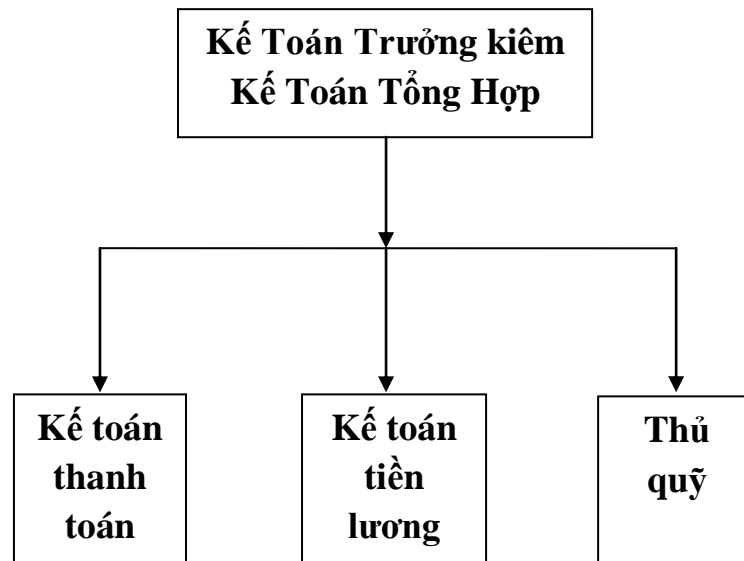 Kế Toán Trưởng kiêm
Kế Toán Tổng Hợp
Kế toán
thanh
toán
Kế toán
tiền
lương
Thủ
quỹ